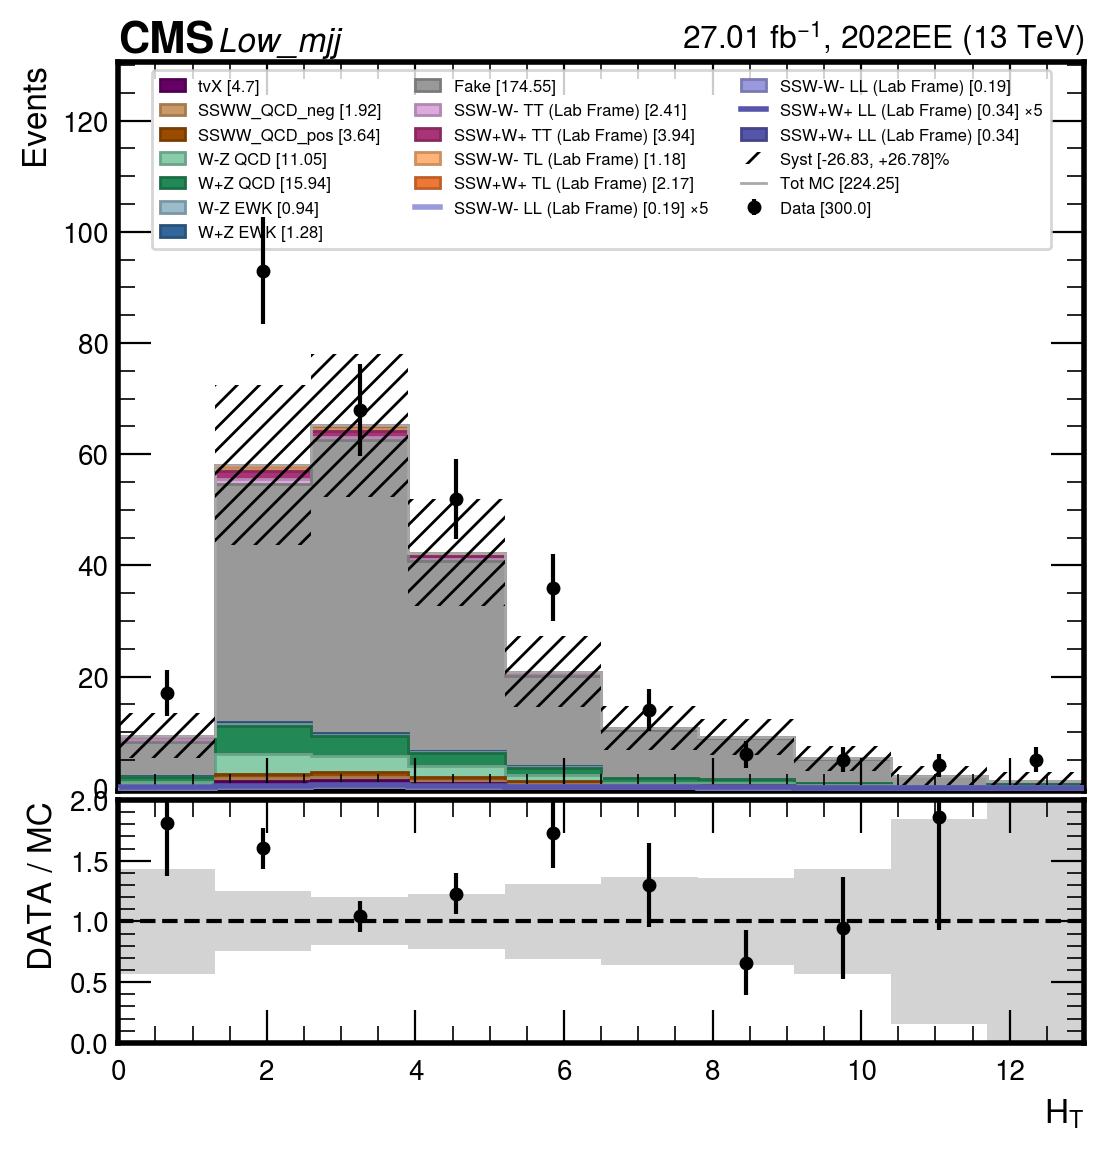 CMS Low_mjj 27.01 fb⁻¹, 2022EE (13 TeV)
Events
tvX [4.7]
SSWW_QCD_neg [1.92]
SSWW_QCD_pos [3.64]
W-Z QCD [11.05]
W+Z QCD [15.94]
W-Z EWK [0.94]
W+Z EWK [1.28]
Fake [174.55]
SSW-W- TT (Lab Frame) [2.41]
SSW+W+ TT (Lab Frame) [3.94]
SSW-W- TL (Lab Frame) [1.18]
SSW+W+ TL (Lab Frame) [2.17]
SSW-W- LL (Lab Frame) [0.19] ×5
SSW-W- LL (Lab Frame) [0.19]
SSW+W+ LL (Lab Frame) [0.34] ×5
SSW+W+ LL (Lab Frame) [0.34]
Syst [-26.83, +26.78]%
Tot MC [224.25]
Data [300.0]
120
100
80
60
40
20
0
DATA / MC
2.0
1.5
1.0
0.5
0.0
0 2 4 6 8 10 12
H_T